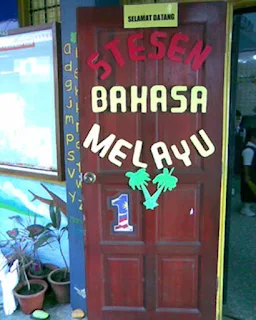 SELAMAT DATANG
STESEN
BAHASA
MELAYU
1
a
d
g
j
m
p
s
v
y